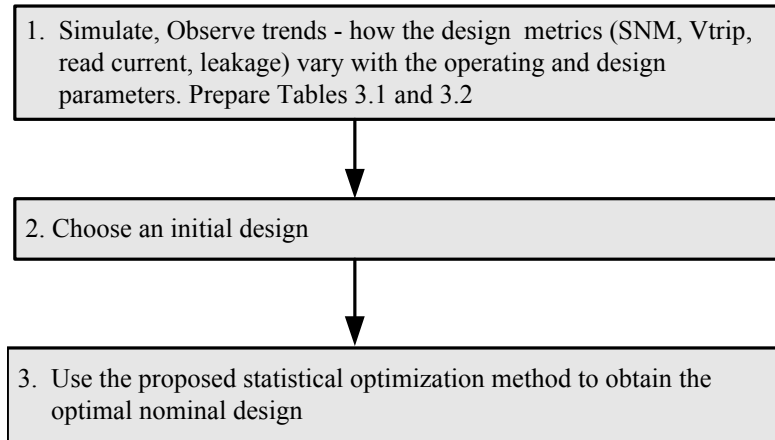 1. Simulate, Observe trends - how the design metrics (SNM, Vtrip,
read current, leakage) vary with the operating and design
parameters. Prepare Tables 3.1 and 3.2
2. Choose an initial design
3. Use the proposed statistical optimization method to obtain the
optimal nominal design